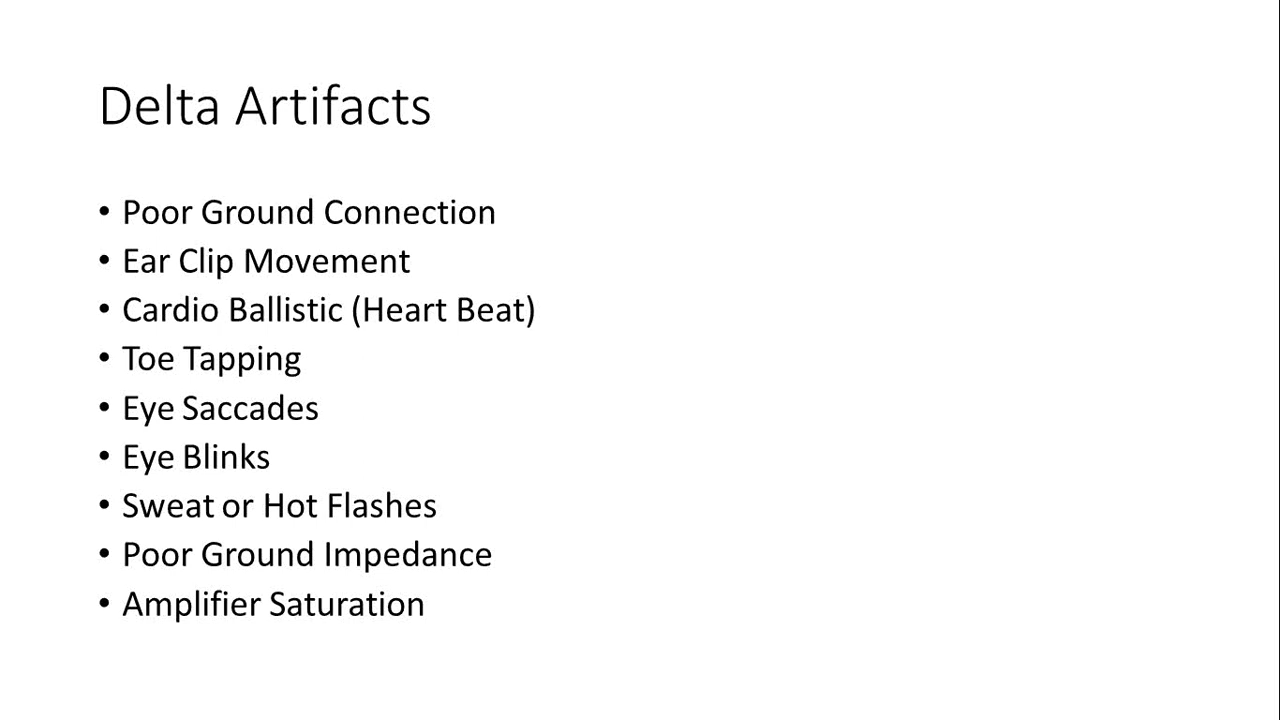 Delta Artifacts
• Poor Ground Connection
• Ear Clip Movement
• Cardio Ballistic (Heart Beat)
• Toe Tapping
• Eye Saccades
• Eye Blinks
• Sweat or Hot Flashes
• Poor Ground Impedance
• Amplifier Saturation